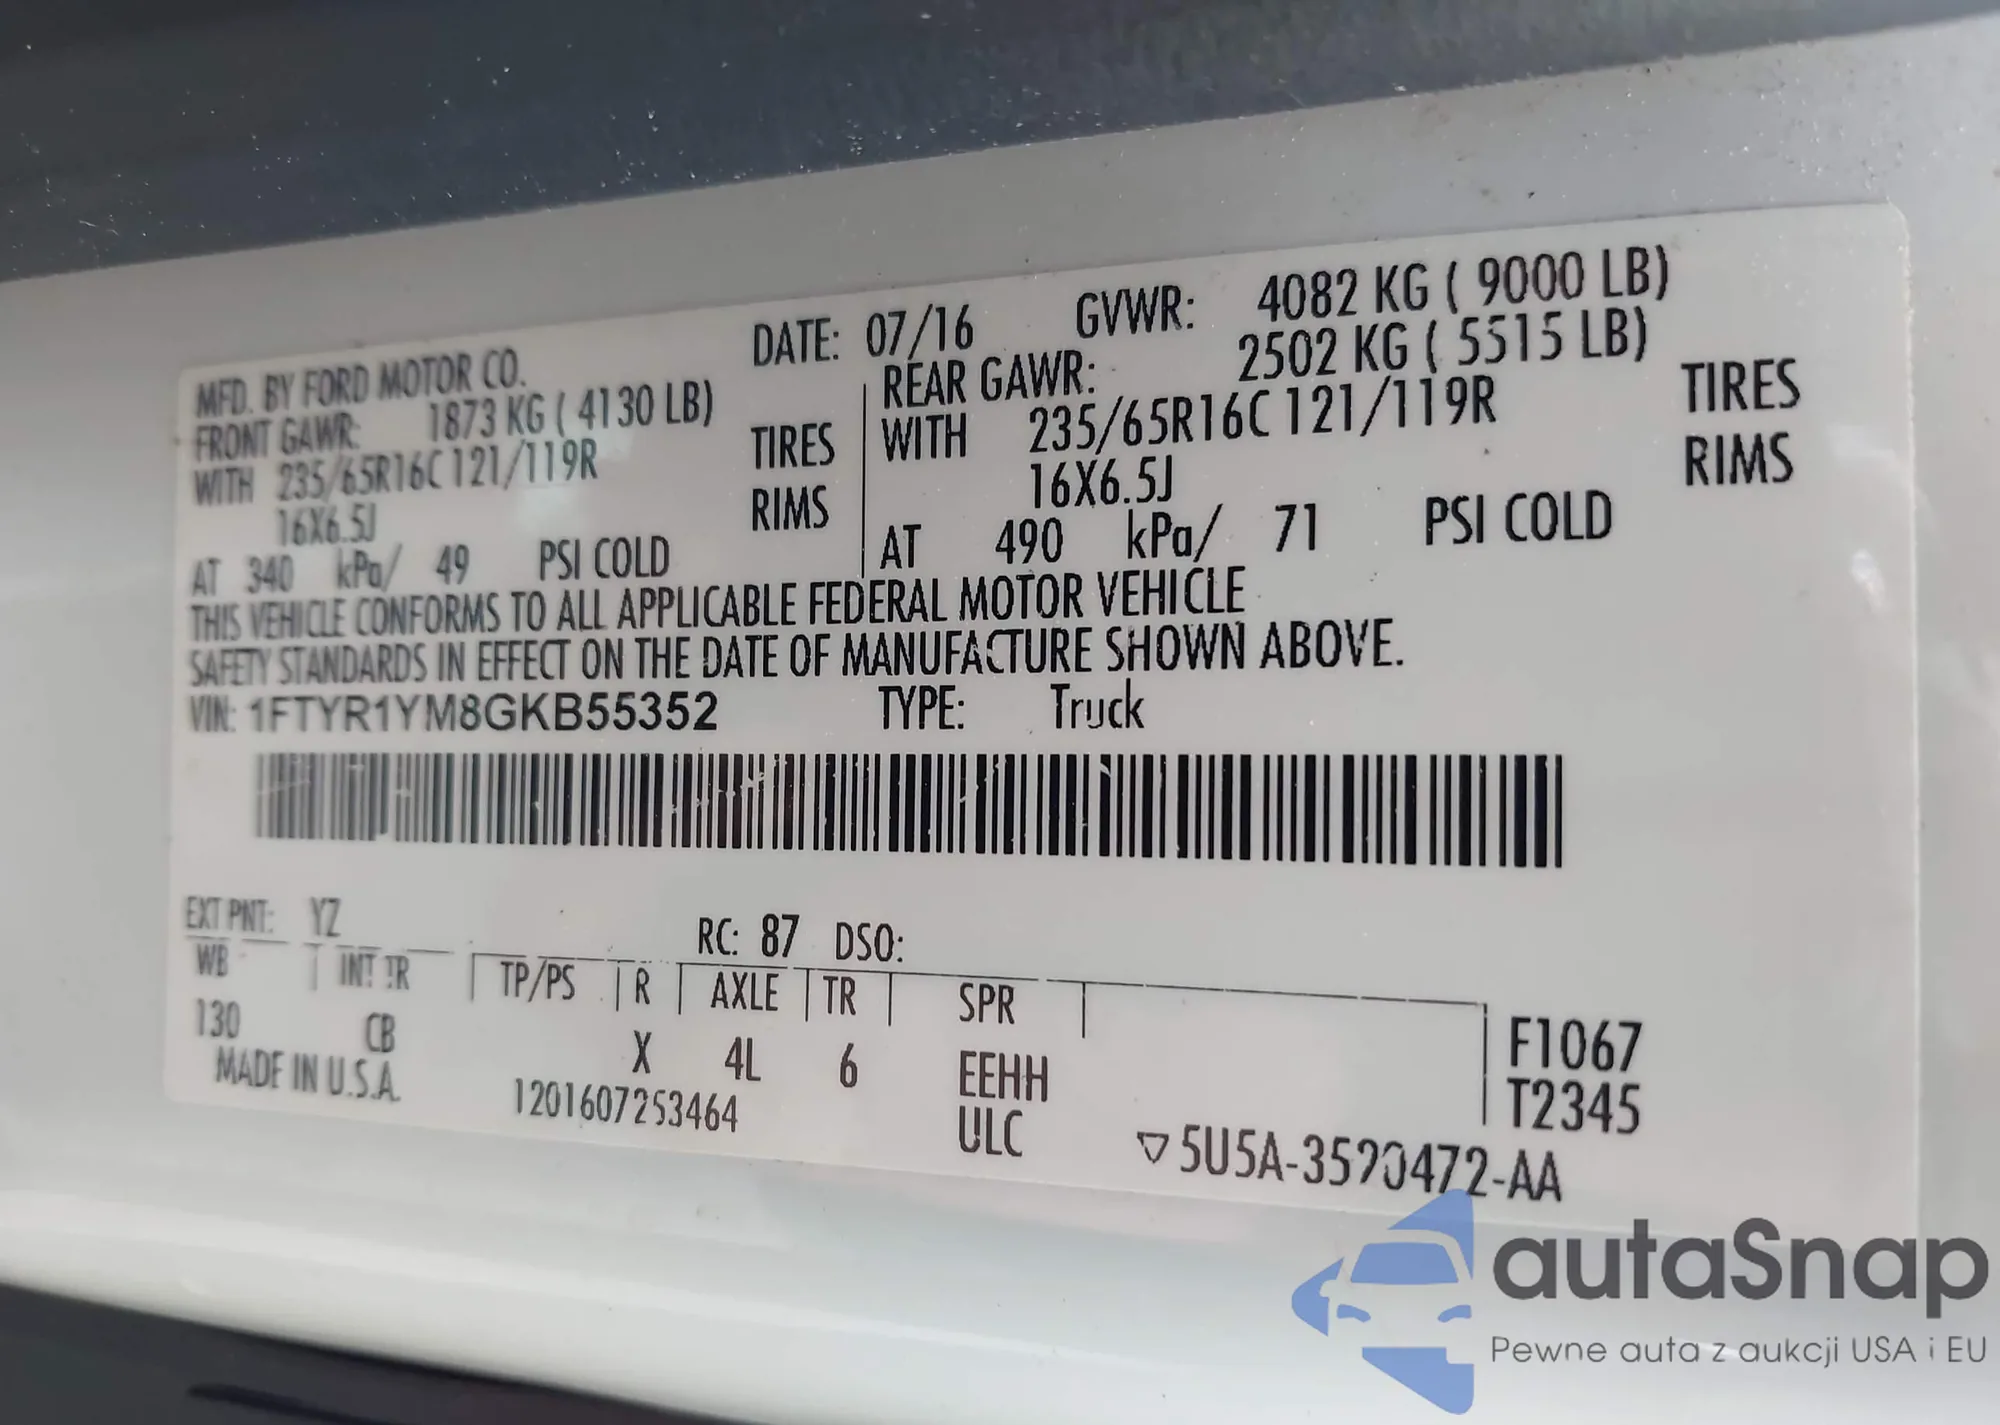 MFD. BY FORD MOTOR CO. DATE: 07/16 GVWR: 4082 KG ( 9000 LB)
FRONT GAWR: 1873 KG ( 4130 LB) REAR GAWR: 2502 KG ( 5515 LB)
WITH 235/65R16C 121/119R TIRES WITH 235/65R16C 121/119R TIRES
16X6.5J RIMS 16X6.5J RIMS
AT 340 kPa/ 49 PSI COLD AT 490 kPa/ 71 PSI COLD
THIS VEHICLE CONFORMS TO ALL APPLICABLE FEDERAL MOTOR VEHICLE
SAFETY STANDARDS IN EFFECT ON THE DATE OF MANUFACTURE SHOWN ABOVE.
VIN: 1FTYR1YM8GKB55352 TYPE: Truck
EXT PNT: YZ RC: 87 DSO:
WB INT TR TP/PS R AXLE TR SPR
130 CB X 4L 6 EEHH F1067
MADE IN U.S.A. 1201607253464 ULC T2345
▽5U5A-3520472-AA
autaSnap
Pewne auta z aukcji USA i EU